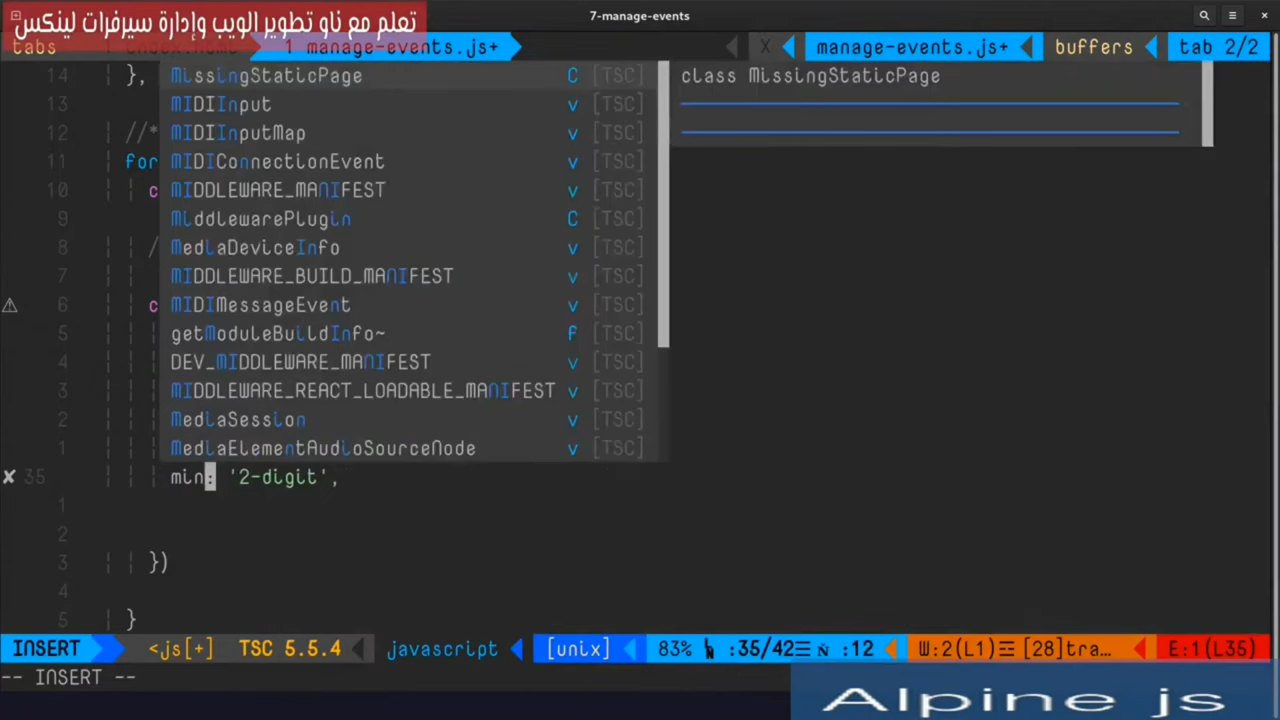 7-manage-events
تعلم مع ناو تطوير الويب وإدارة سيرفرات لينكس
tabs 1 manage-events.js+ X manage-events.js+ buffers tab 2/2
14 }, MissingStaticPage C [TSC] class MissingStaticPage
13 MIDIInput v [TSC]
12 //* MIDIInputMap v [TSC]
11 for MIDIConnectionEvent v [TSC]
10 c MIDDLEWARE_MANIFEST v [TSC]
9 MiddlewarePlugin C [TSC]
8 / MediaDeviceInfo v [TSC]
7 MIDDLEWARE_BUILD_MANIFEST v [TSC]
⚠ 6 c MIDIMessageEvent v [TSC]
5 getModuleBuildInfo~ f [TSC]
4 DEV_MIDDLEWARE_MANIFEST v [TSC]
3 MIDDLEWARE_REACT_LOADABLE_MANIFEST v [TSC]
2 MediaSession v [TSC]
1 MediaElementAudioSourceNode v [TSC]
✘ 35 min: '2-digit',
1
2
3 })
4
5 }
INSERT <js[+] TSC 5.5.4 javascript [unix] 83% ㏑ :35/42☰ ℅ :12 W:2(L1)☲ [28]tra… E:1(L35)
-- INSERT --
Alpine js